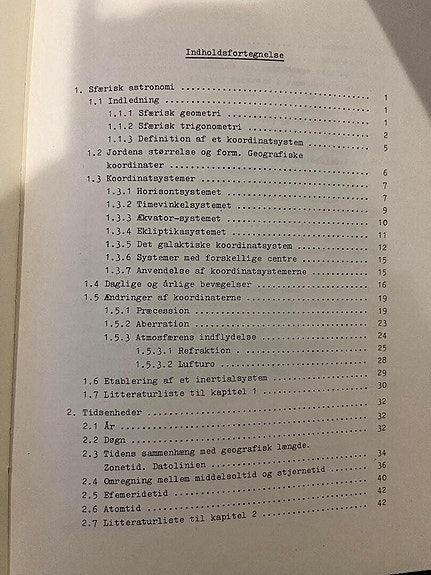 Indholdsfortegnelse
1. Sfærisk astronomi .......... 1
1.1 Indledning .......... 1
1.1.1 Sfærisk geometri .......... 1
1.1.2 Sfærisk trigonometri .......... 2
1.1.3 Definition af et koordinatsystem .......... 5
1.2 Jordens størrelse og form. Geografiske
koordinater .......... 6
1.3 Koordinatsystemer .......... 7
1.3.1 Horisontsystemet .......... 7
1.3.2 Timevinkelsystemet .......... 9
1.3.3 Ækvator-systemet .......... 10
1.3.4 Ekliptikasystemet .......... 11
1.3.5 Det galaktiske koordinatsystem .......... 12
1.3.6 Systemer med forskellige centre .......... 15
1.3.7 Anvendelse af koordinatsystemerne .......... 15
1.4 Daglige og årlige bevægelser .......... 16
1.5 Ændringer af koordinaterne .......... 19
1.5.1 Præcession .......... 19
1.5.2 Aberration .......... 23
1.5.3 Atmosfærens indflydelse .......... 24
1.5.3.1 Refraktion .......... 25
1.5.3.2 Lufturo .......... 28
1.6 Etablering af et inertialsystem .......... 29
1.7 Litteraturliste til kapitel 1 .......... 30
2. Tidsenheder .......... 32
2.1 År .......... 32
2.2 Døgn .......... 32
2.3 Tidens sammenhæng med geografisk længde.
Zonetid. Datolinien .......... 34
2.4 Omregning mellem middelsoltid og stjernetid .......... 36
2.5 Efemeridetid .......... 40
2.6 Atomtid .......... 42
2.7 Litteraturliste til kapitel 2 .......... 42